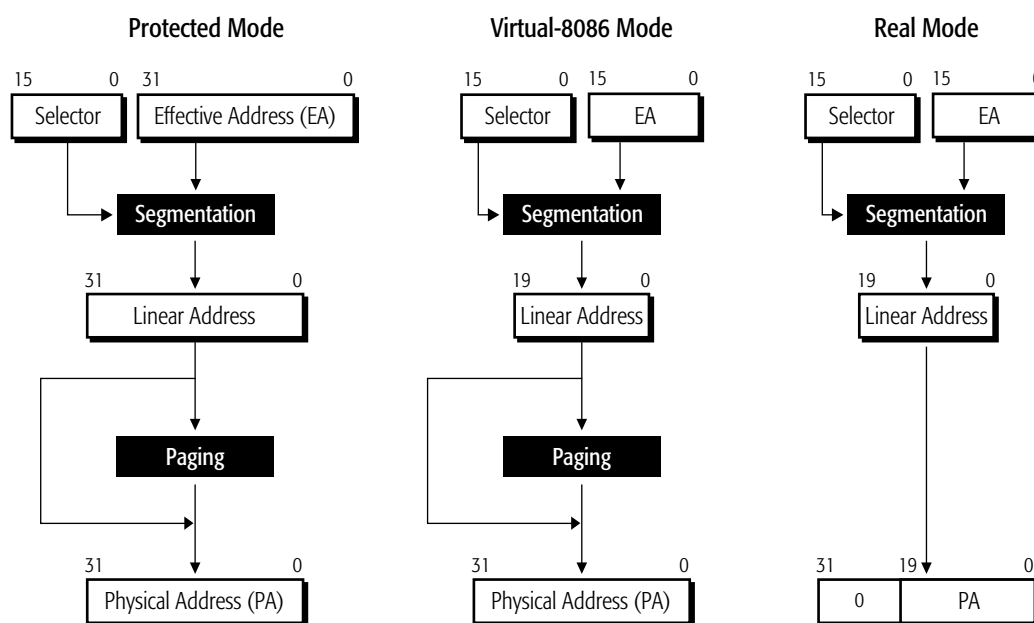 Protected Mode
Virtual-8086 Mode
Real Mode
15 0 31 0
15 0 15 0
15 0 15 0
Selector
Effective Address (EA)
Selector
EA
Selector
EA
Segmentation
Segmentation
Segmentation
31 0
19 0
19 0
Linear Address
Linear Address
Linear Address
Paging
Paging
31 0
31 0
31 19 0
Physical Address (PA)
Physical Address (PA)
0
PA